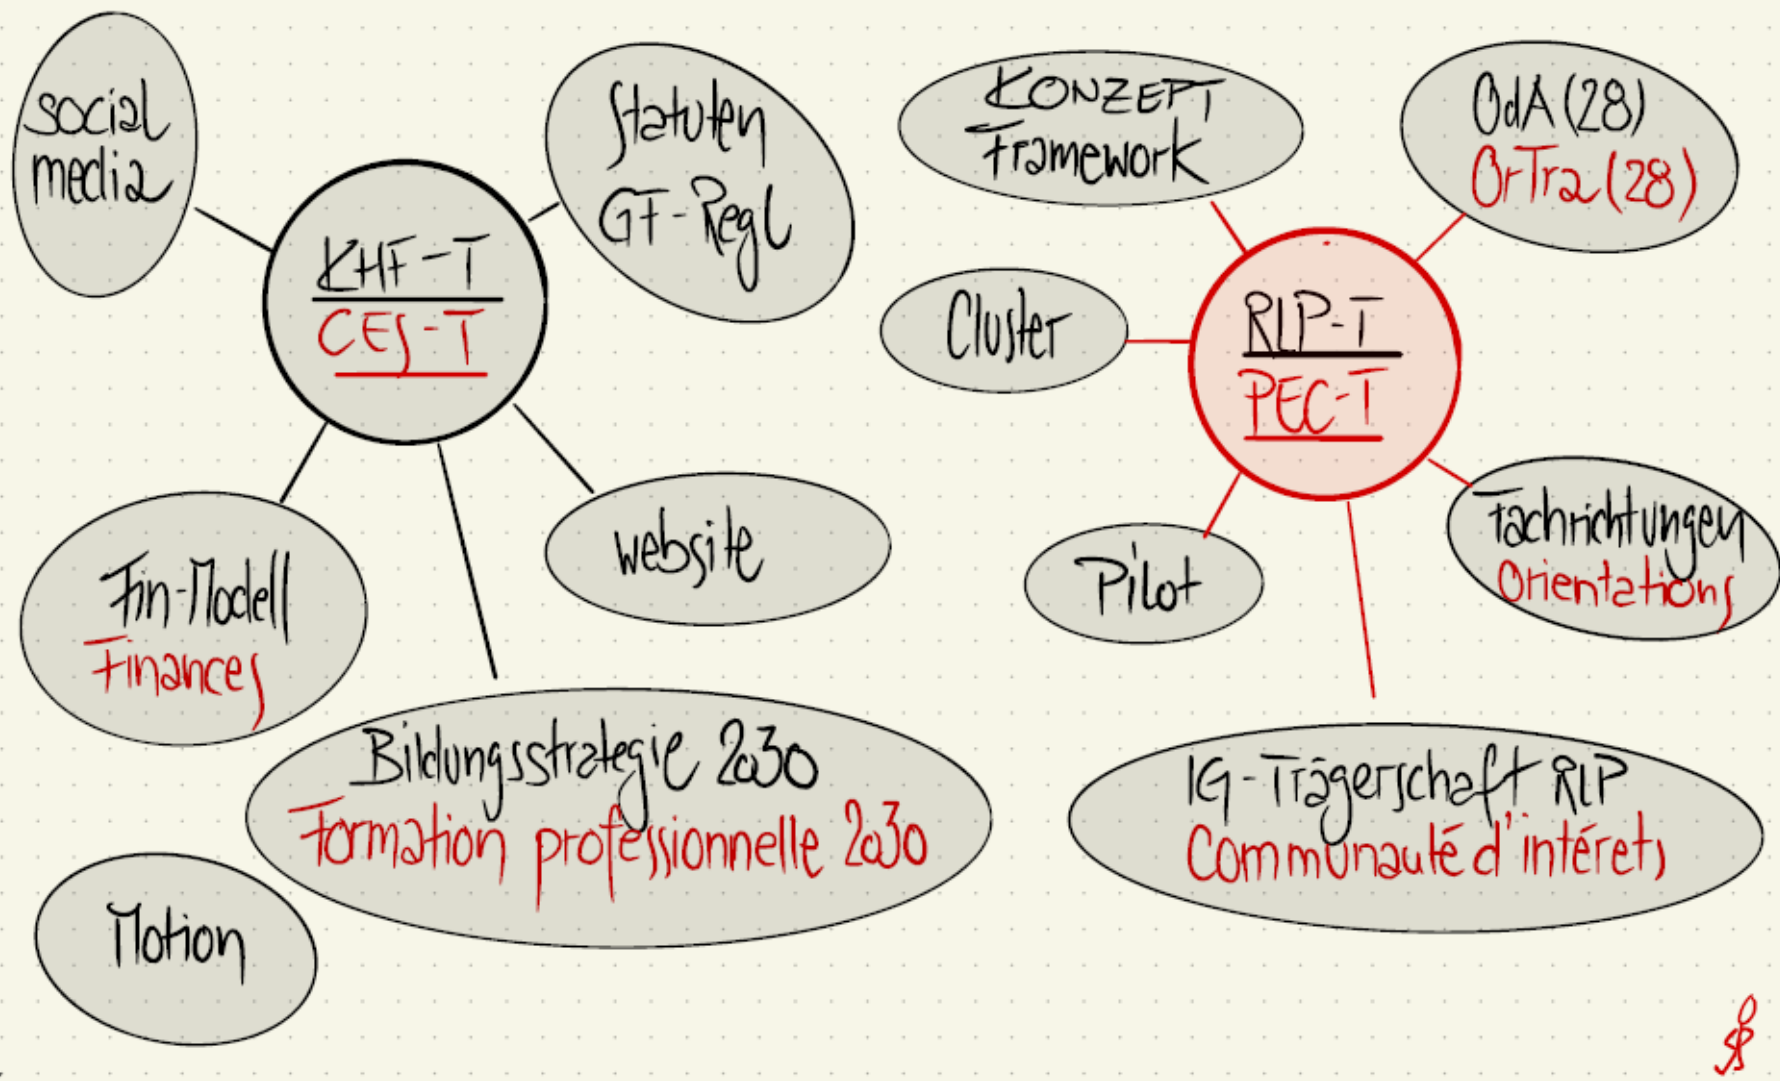 social
media
Statuten
GF-Regl
KHF-T
CES-T
Fin-Modell
Finances
website
Bildungsstrategie 2030
Formation professionnelle 2030
Motion
KONZEPT
Framework
OdA (28)
OrTra (28)
Cluster
RLP-T
PEC-T
Pilot
Fachrichtungen
Orientations
IG-Trägerschaft RLP
Communauté d'intérets